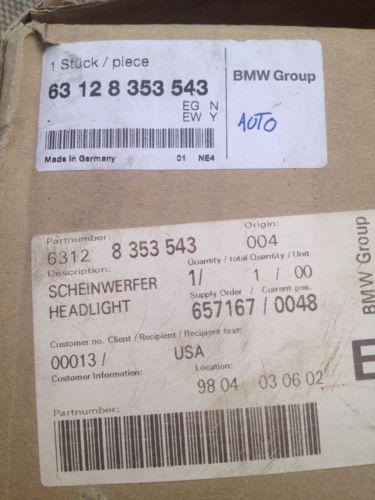 1 Stück / piece
63 12 8 353 543
EG N
EW Y
BMW Group
AUTO
Made in Germany 01 NE4
Partnumber: Origin:
6312 8 353 543 004
Description: Quantity / total Quantity / Unit
SCHEINWERFER 1/ 1 / 00
HEADLIGHT Supply Order / Current pos.
657167 / 0048
Customer no. Client / Recipient / Recipient text:
00013 / USA
Customer Information: Location:
98 04 03 06 02
Partnumber:
BMW Group